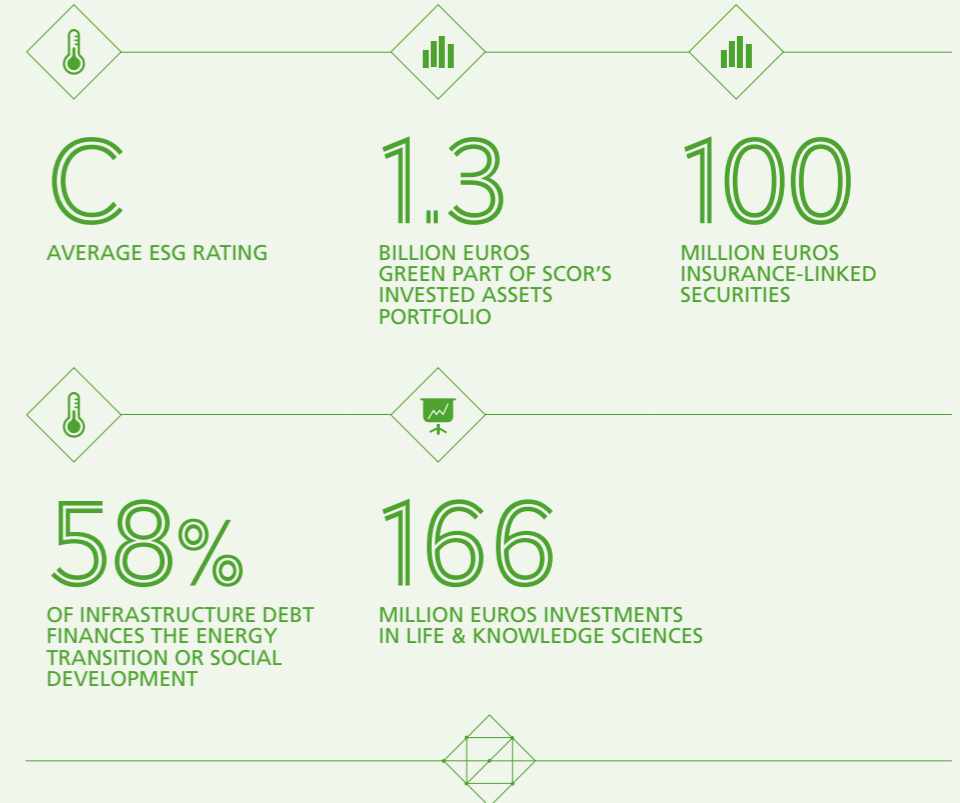 C
AVERAGE ESG RATING
1.3
BILLION EUROS
GREEN PART OF SCOR'S
INVESTED ASSETS
PORTFOLIO
100
MILLION EUROS
INSURANCE-LINKED
SECURITIES
58%
OF INFRASTRUCTURE DEBT
FINANCES THE ENERGY
TRANSITION OR SOCIAL
DEVELOPMENT
166
MILLION EUROS INVESTMENTS
IN LIFE & KNOWLEDGE SCIENCES